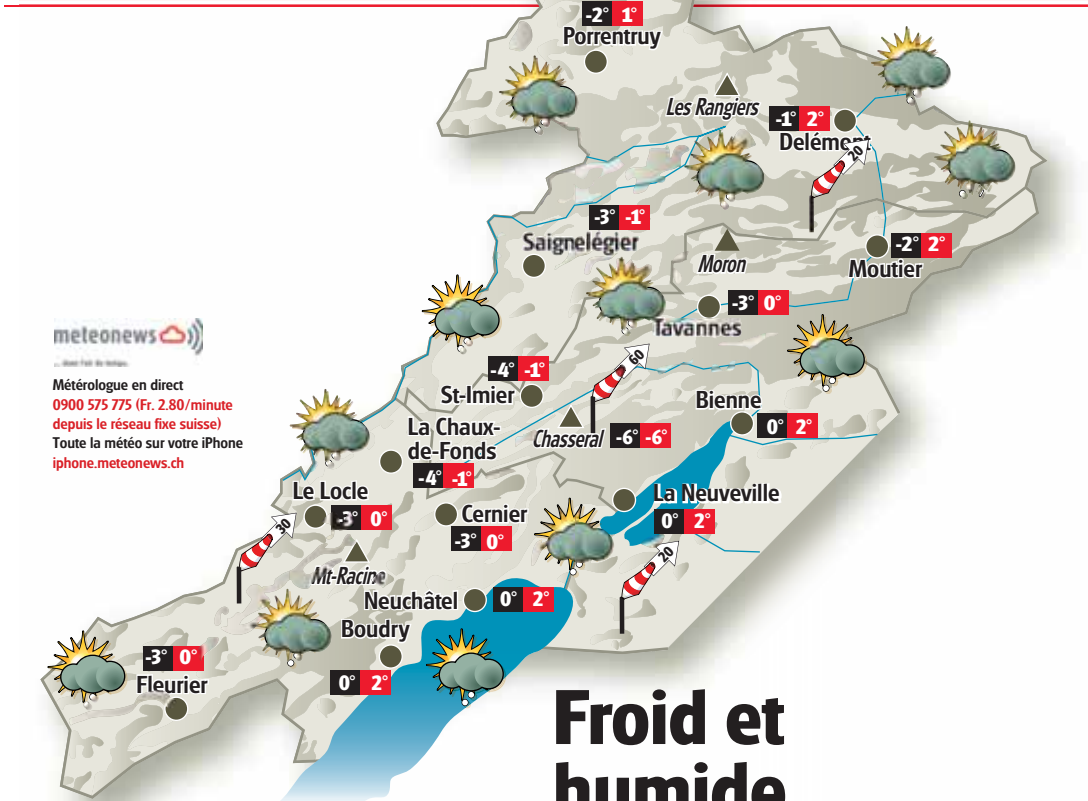 -2° 1°
Porrentruy
Les Rangiers
-1° 2°
Delémont
20
-3° -1°
Saignelégier
Moron
-2° 2°
Moutier
-3° 0°
Tavannes
meteonews
Météorologue en direct
0900 575 775 (Fr. 2.80/minute
depuis le réseau fixe suisse)
Toute la météo sur votre iPhone
iphone.meteonews.ch
60
-4° -1°
St-Imier
Bienne
0° 2°
Chasseral
-6° -6°
La Chaux-
de-Fonds
-4° -1°
Le Locle
-3° 0°
Cernier
-3° 0°
La Neuveville
0° 2°
30
20
Mt-Racine
Neuchâtel
0° 2°
Boudry
0° 2°
-3° 0°
Fleurier
Froid et
humide